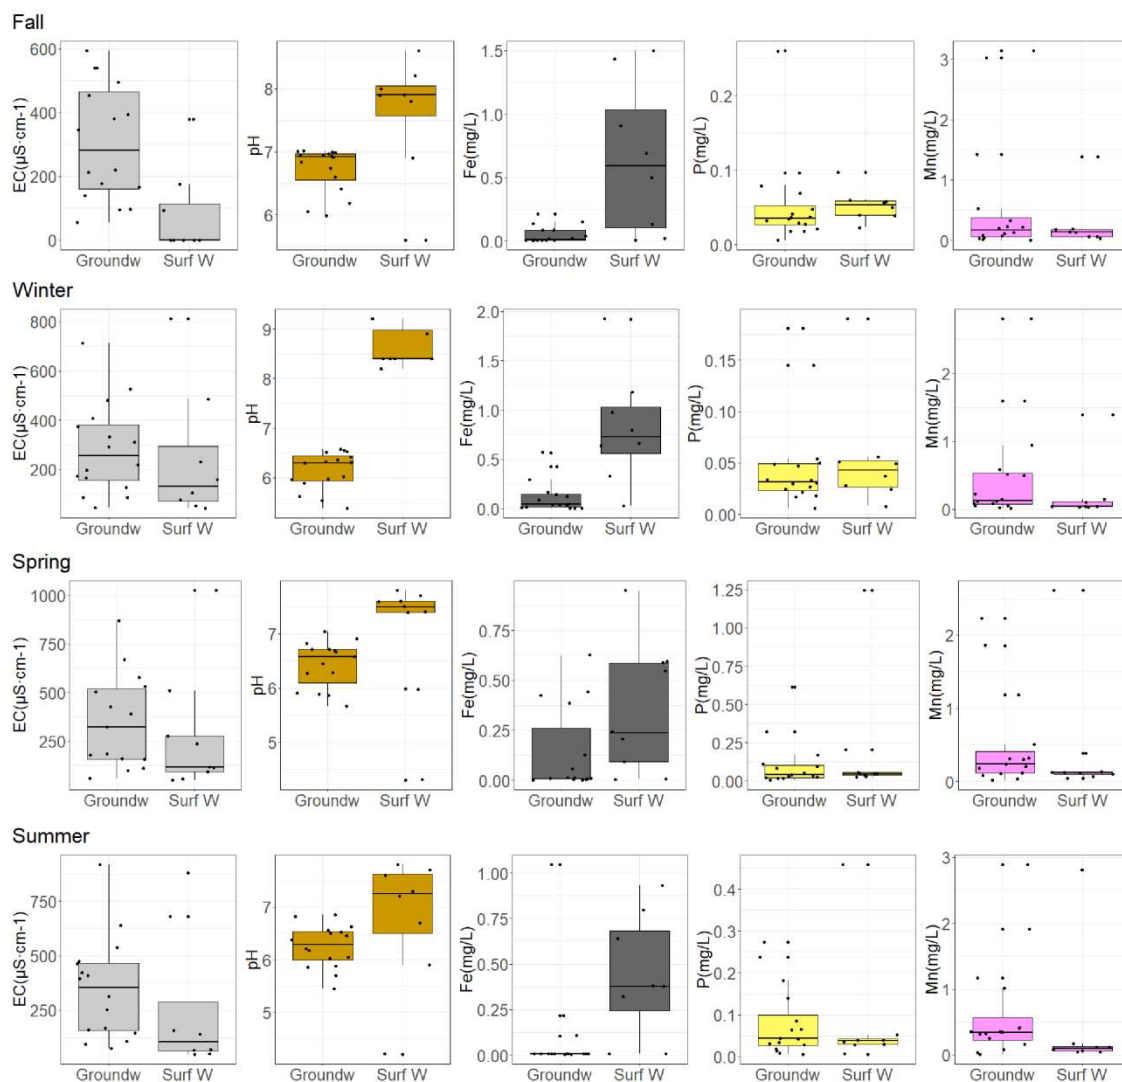 Fall
EC(µS·cm-1)
600
400
200
0
Groundw Surf W
pH
8
7
6
Groundw Surf W
Fe(mg/L)
1.5
1.0
0.5
0.0
Groundw Surf W
P(mg/L)
0.2
0.1
0.0
Groundw Surf W
Mn(mg/L)
3
2
1
0
Groundw Surf W
Winter
EC(µS·cm-1)
800
600
400
200
Groundw Surf W
pH
9
8
7
6
Groundw Surf W
Fe(mg/L)
2.0
1.5
1.0
0.5
0.0
Groundw Surf W
P(mg/L)
0.15
0.10
0.05
0.00
Groundw Surf W
Mn(mg/L)
2
1
0
Groundw Surf W
Spring
EC(µS·cm-1)
1000
750
500
250
Groundw Surf W
pH
7
6
5
Groundw Surf W
Fe(mg/L)
0.75
0.50
0.25
0.00
Groundw Surf W
P(mg/L)
1.25
1.00
0.75
0.50
0.25
0.00
Groundw Surf W
Mn(mg/L)
2
1
0
Groundw Surf W
Summer
EC(µS·cm-1)
750
500
250
Groundw Surf W
pH
7
6
5
Groundw Surf W
Fe(mg/L)
1.00
0.75
0.50
0.25
0.00
Groundw Surf W
P(mg/L)
0.4
0.3
0.2
0.1
0.0
Groundw Surf W
Mn(mg/L)
3
2
1
0
Groundw Surf W